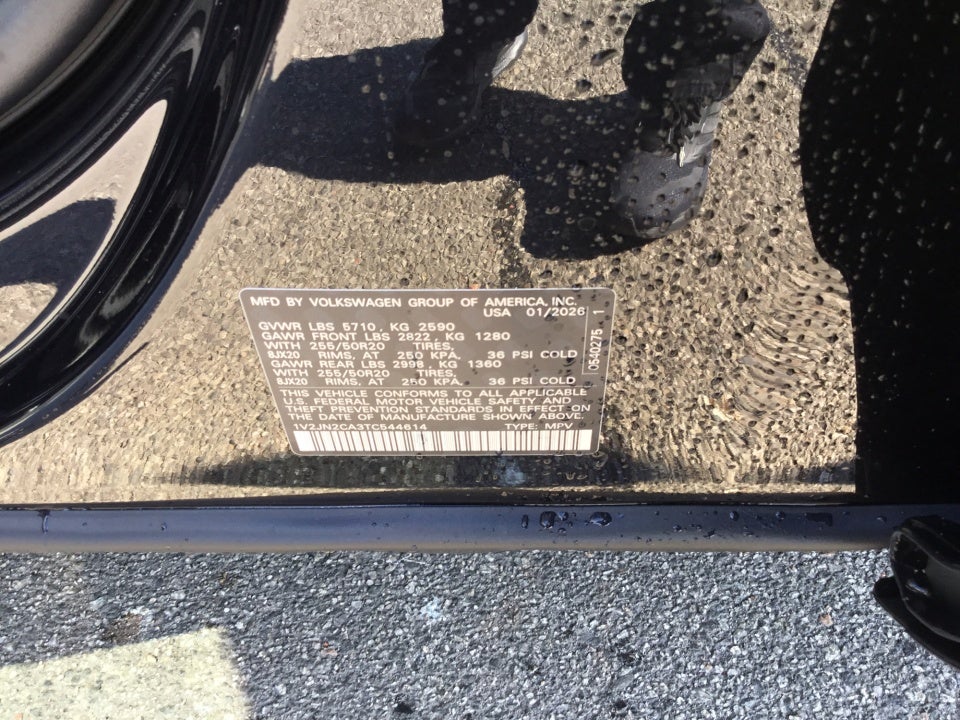 MFD BY VOLKSWAGEN GROUP OF AMERICA, INC.
USA 01/2026
GVWR LBS 5710, KG 2590
GAWR FRONT LBS 2822, KG 1280
WITH 255/50R20 TIRES,
8JX20 RIMS, AT 250 KPA, 36 PSI COLD
GAWR REAR LBS 2998, KG 1360
WITH 255/50R20 TIRES,
8JX20 RIMS, AT 250 KPA, 36 PSI COLD
THIS VEHICLE CONFORMS TO ALL APPLICABLE
U.S. FEDERAL MOTOR VEHICLE SAFETY AND
THEFT PREVENTION STANDARDS IN EFFECT ON
THE DATE OF MANUFACTURE SHOWN ABOVE.
1V2JN2CA3TC544614 TYPE: MPV
0540275 1